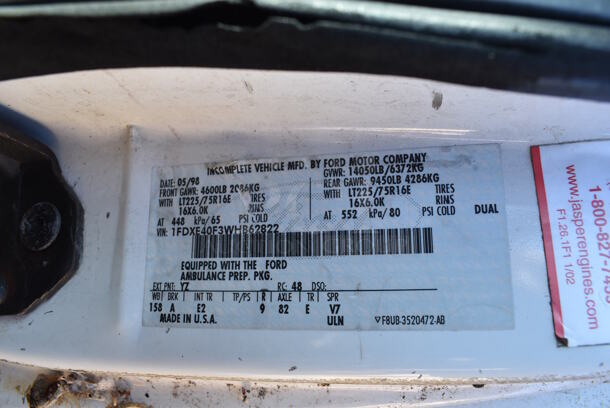 INCOMPLETE VEHICLE MFD. BY FORD MOTOR COMPANY
DATE: 05/98 GVWR: 14050LB/6372KG
FRONT GAWR: 4600LB 2086KG REAR GAWR: 9450LB 4286KG
WITH LT225/75R16E TIRES WITH LT225/75R16E TIRES
16X6.0K RIMS 16X6.0K RIMS
AT 448 kPa/65 PSI COLD AT 552 kPa/80 PSI COLD DUAL
VIN: 1FDXE40F3WHB62822
EQUIPPED WITH THE FORD
AMBULANCE PREP. PKG.
EXT PNT: YZ RC: 48 DSO:
WB BRK INT TR TP/PS R AXLE TR SPR
158 A E2 9 82 E V7
MADE IN U.S.A. ULN F8UB-3520472-AB
1-800-827-745
www.jasperengines.com
F1.26.1F1 1/02